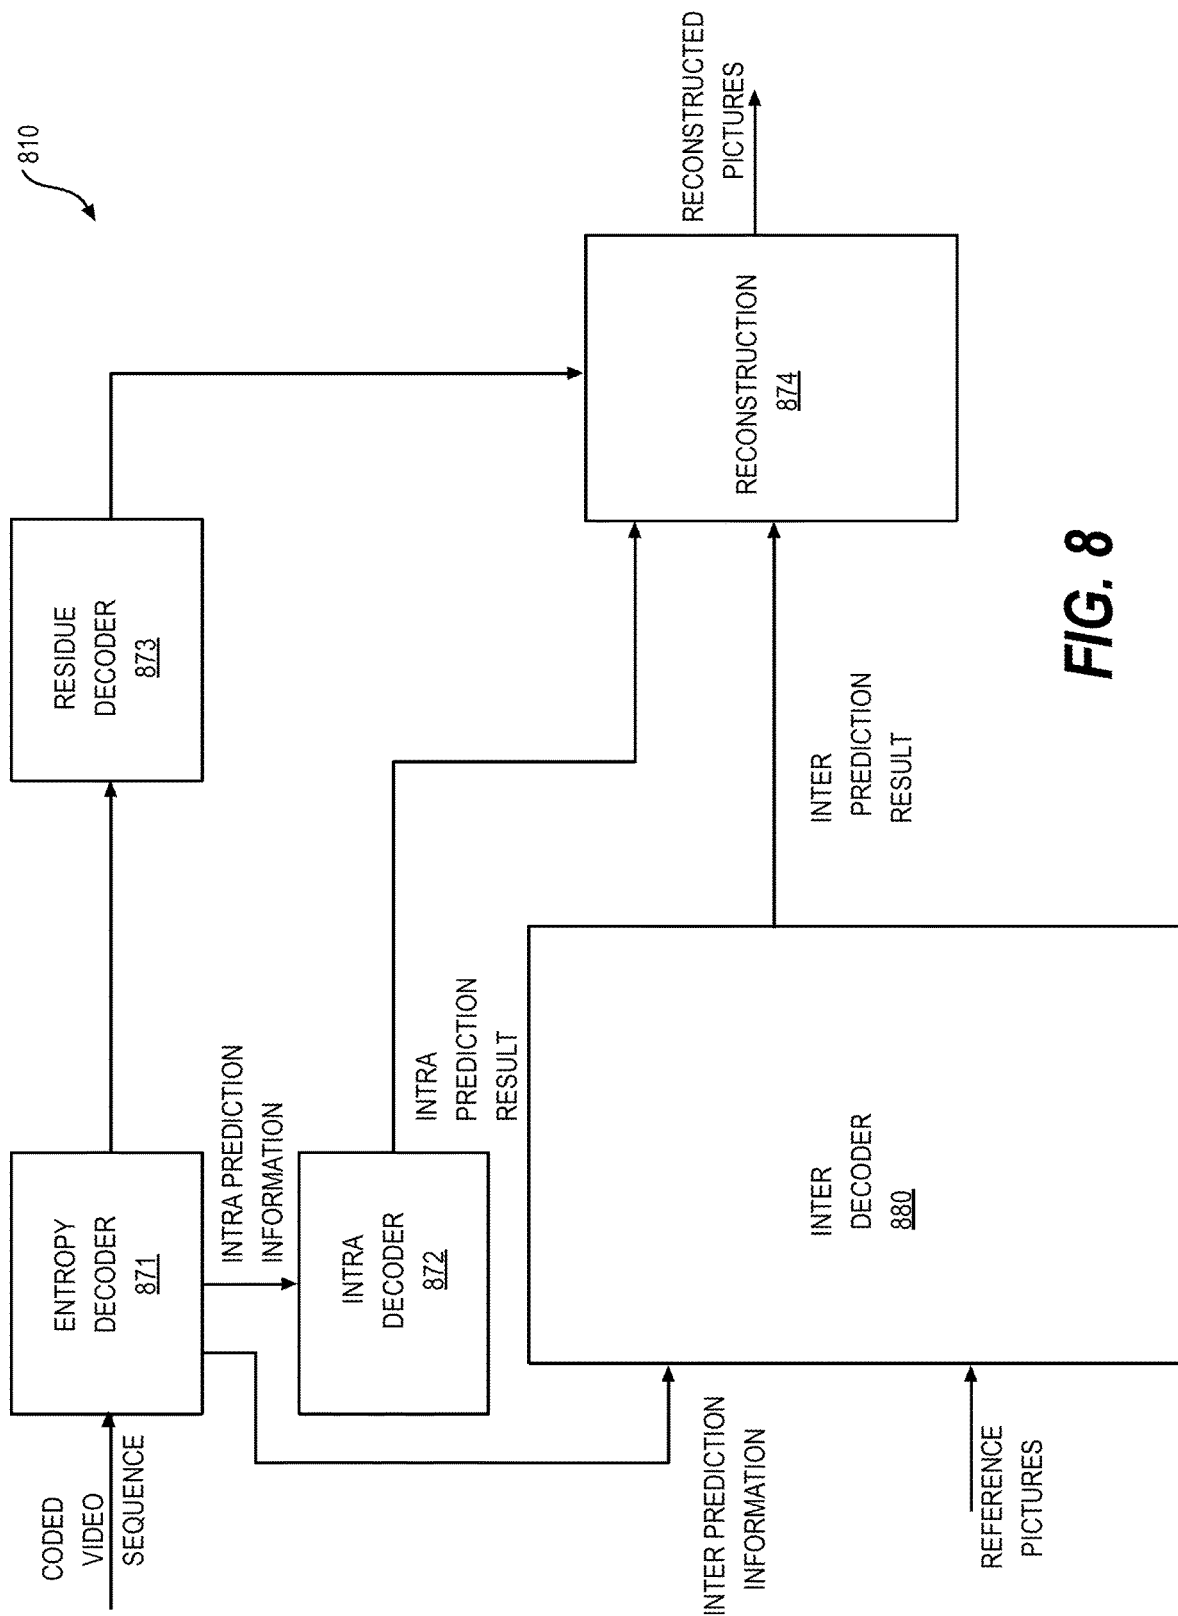 810
CODED
VIDEO
SEQUENCE
ENTROPY
DECODER
871
RESIDUE
DECODER
873
INTRA PREDICTION
INFORMATION
INTRA
DECODER
872
INTRA
PREDICTION
RESULT
RECONSTRUCTION
874
RECONSTRUCTED
PICTURES
INTER PREDICTION
INFORMATION
REFERENCE
PICTURES
INTER
DECODER
880
INTER
PREDICTION
RESULT
FIG. 8